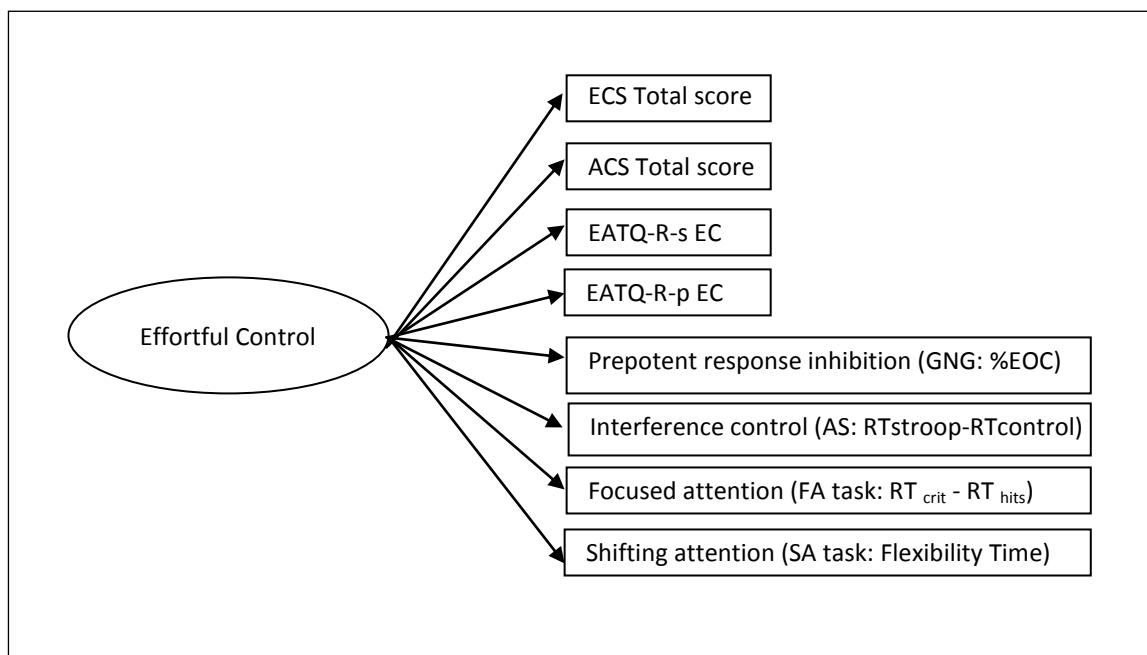 ECS Total score
ACS Total score
EATQ-R-s EC
EATQ-R-p EC
Effortful Control
Prepotent response inhibition (GNG: %EOC)
Interference control (AS: RTstroop-RTcontrol)
Focused attention (FA task: RT crit - RT hits)
Shifting attention (SA task: Flexibility Time)